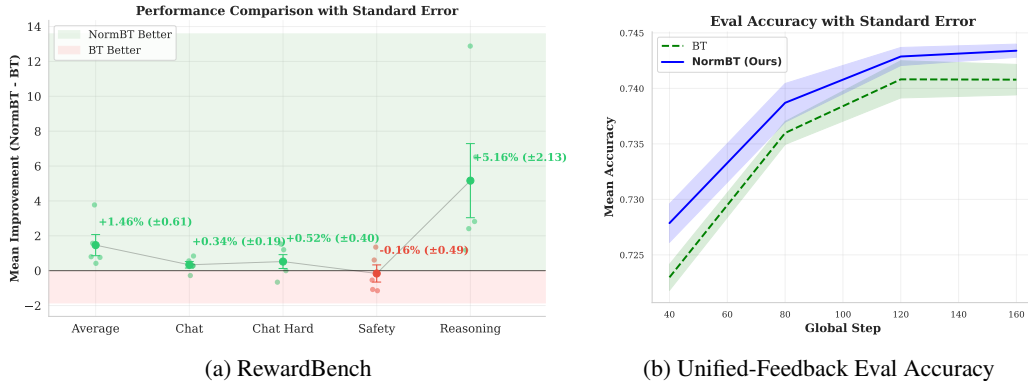 Performance Comparison with Standard Error
Mean Improvement (NormBT - BT)
14
12
10
8
6
4
2
0
−2
NormBT Better
BT Better
+1.46% (±0.61)
+0.34% (±0.19)
+0.52% (±0.40)
-0.16% (±0.49)
+5.16% (±2.13)
Average
Chat
Chat Hard
Safety
Reasoning
(a) RewardBench
Eval Accuracy with Standard Error
Mean Accuracy
0.745
0.740
0.735
0.730
0.725
BT
NormBT (Ours)
40
60
80
100
120
140
160
Global Step
(b) Unified-Feedback Eval Accuracy